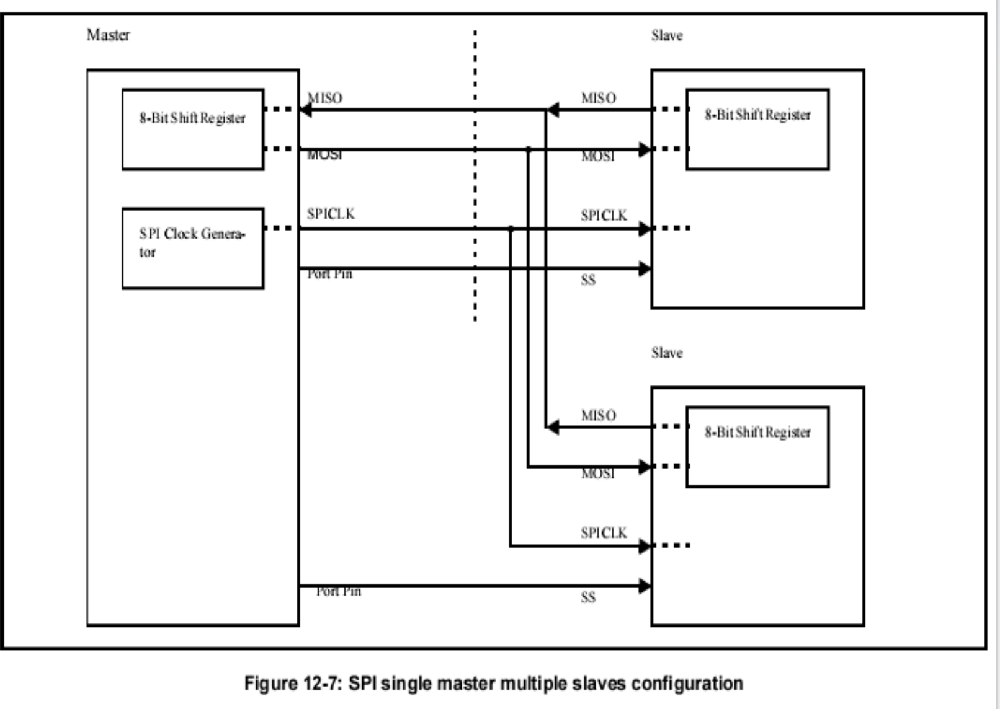 Master
Slave
MISO
MISO
8-Bit Shift Register
8-Bit Shift Register
MOSI
MOSI
SPICLK
SPICLK
SPI Clock Genera-
tor
Port Pin
SS
Slave
MISO
8-Bit Shift Register
MOSI
SPICLK
Port Pin
SS
Figure 12-7: SPI single master multiple slaves configuration